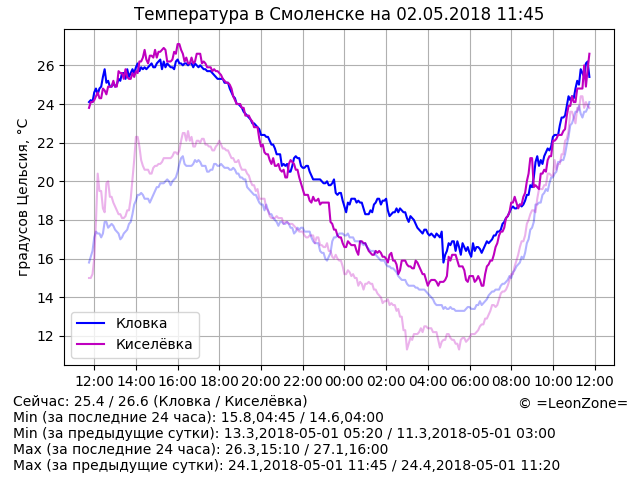 Температура в Смоленске на 02.05.2018 11:45
градусов Цельсия, °C
26
24
22
20
18
16
14
12
Кловка
Киселёвка
12:00 14:00 16:00 18:00 20:00 22:00 00:00 02:00 04:00 06:00 08:00 10:00 12:00
Сейчас: 25.4 / 26.6 (Кловка / Киселёвка)
© =LeonZone=
Min (за последние 24 часа): 15.8,04:45 / 14.6,04:00
Min (за предыдущие сутки): 13.3,2018-05-01 05:20 / 11.3,2018-05-01 03:00
Max (за последние 24 часа): 26.3,15:10 / 27.1,16:00
Max (за предыдущие сутки): 24.1,2018-05-01 11:45 / 24.4,2018-05-01 11:20